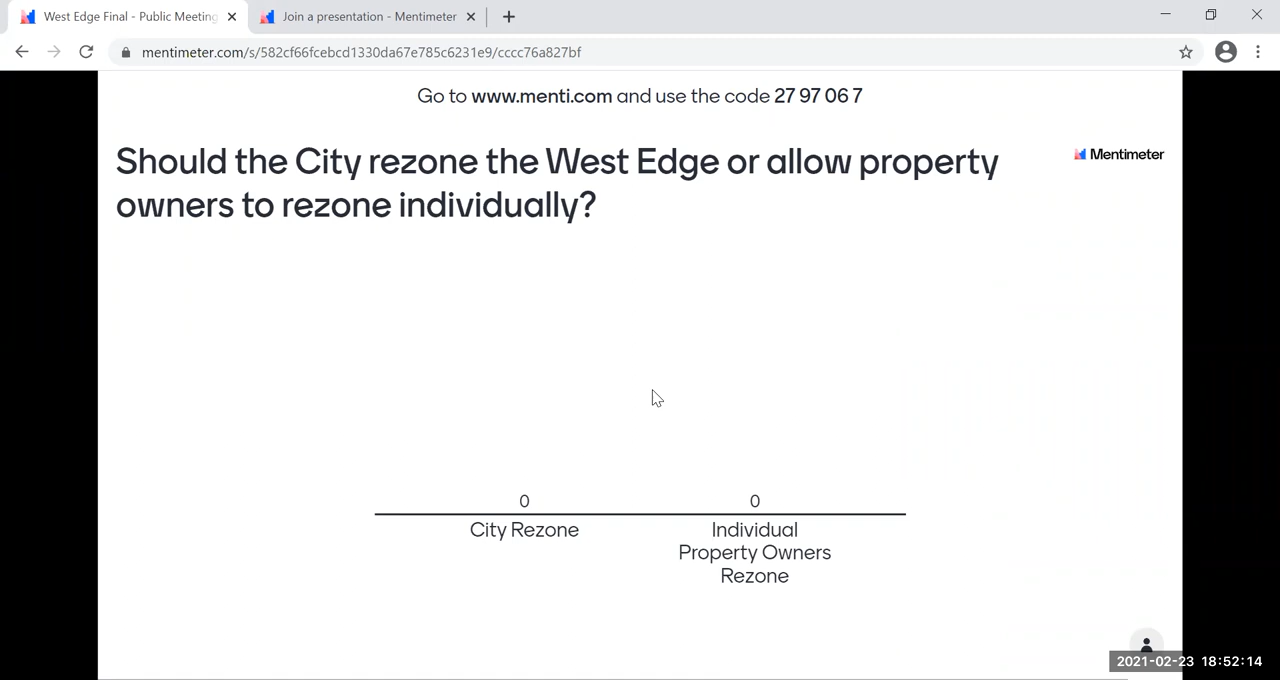 West Edge Final - Public Meeting
Join a presentation - Mentimeter
mentimeter.com/s/582cf66fcebcd1330da67e785c6231e9/cccc76a827bf
Go to www.menti.com and use the code 27 97 06 7
Should the City rezone the West Edge or allow property
owners to rezone individually?
Mentimeter
0
0
City Rezone
Individual
Property Owners
Rezone
2021-02-23 18:52:14